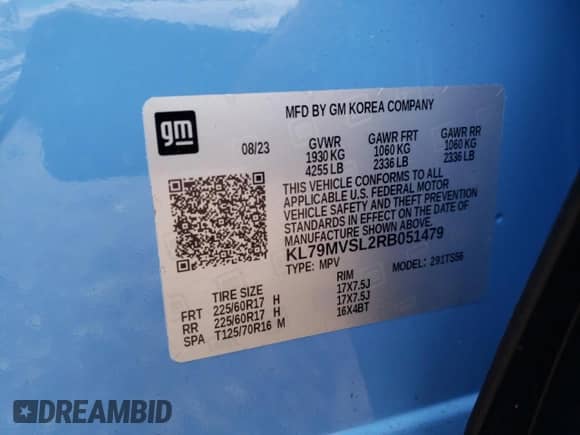 gm
MFD BY GM KOREA COMPANY
08/23 GVWR GAWR FRT GAWR RR
1930 KG 1060 KG 1060 KG
4255 LB 2336 LB 2336 LB
THIS VEHICLE CONFORMS TO ALL
APPLICABLE U.S. FEDERAL MOTOR
VEHICLE SAFETY AND THEFT PREVENTION
STANDARDS IN EFFECT ON THE DATE OF
MANUFACTURE SHOWN ABOVE.
KL79MVSL2RB051479
TYPE: MPV MODEL: 291TS56
TIRE SIZE RIM
FRT 225/60R17 H 17X7.5J
RR 225/60R17 H 17X7.5J
SPA T125/70R16 M 16X4BT
DREAMBID